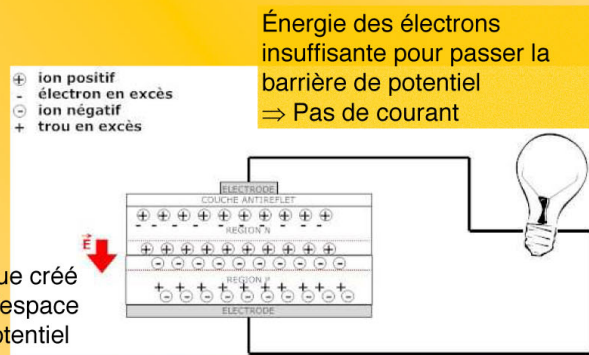 Énergie des électrons
insuffisante pour passer la
barrière de potentiel
⇒ Pas de courant
⊕ ion positif
- électron en excès
⊖ ion négatif
+ trou en excès
ELECTRODE
COUCHE ANTIREFLET
REGION N
E
REGION P
ELECTRODE
ue créé
espace
otentiel